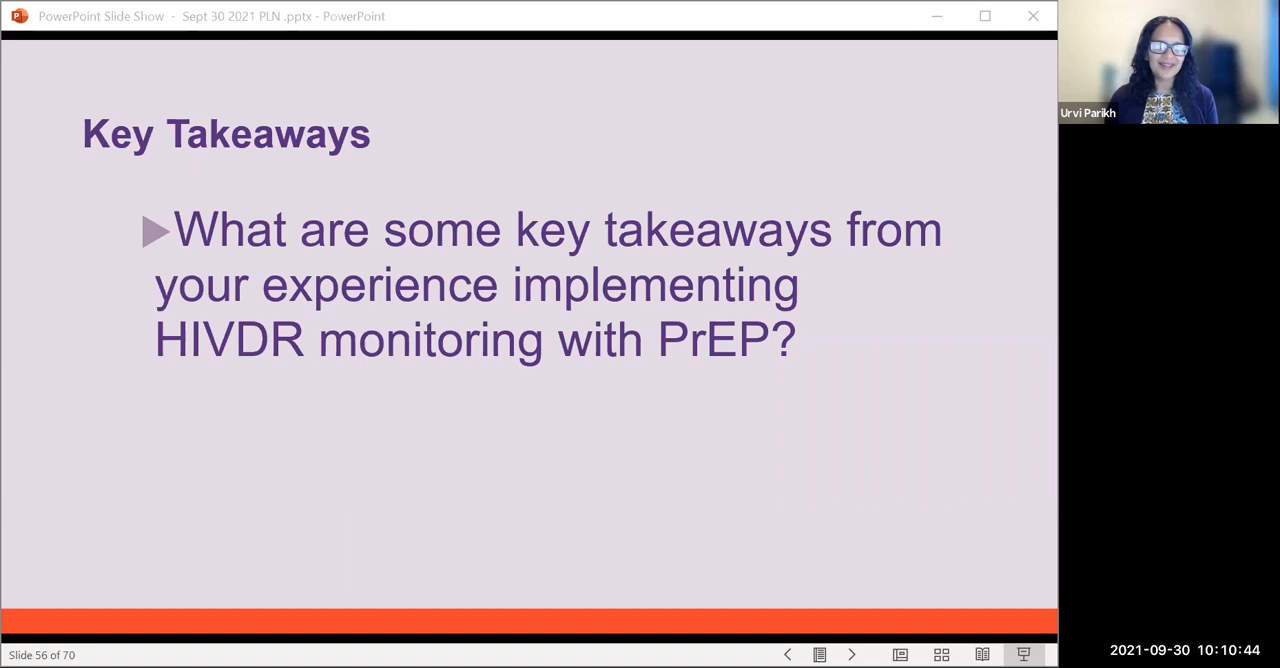 PowerPoint Slide Show - Sept 30 2021 PLN .pptx - PowerPoint
Urvi Parikh
Key Takeaways
What are some key takeaways from
your experience implementing
HIVDR monitoring with PrEP?
Slide 56 of 70
2021-09-30 10:10:44